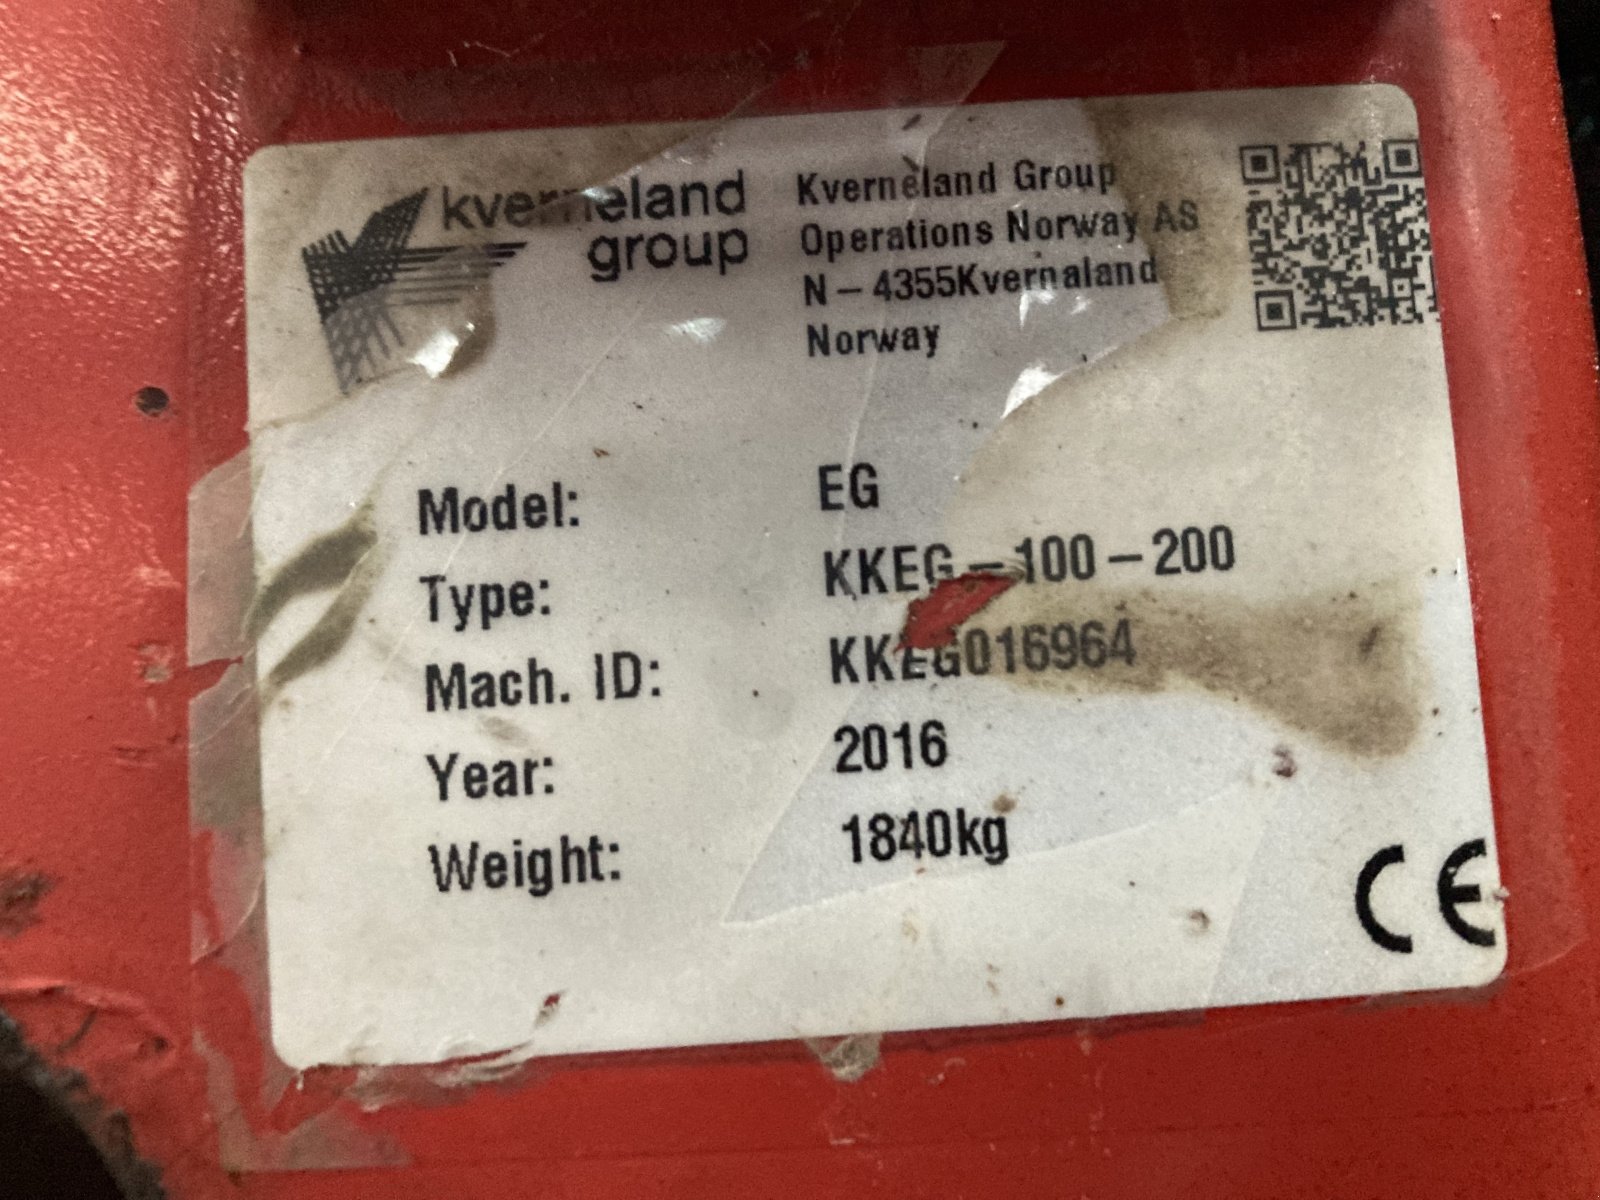 kverneland
group
Kverneland Group
Operations Norway AS
N – 4355Kvernaland
Norway
Model: EG
Type: KKEG – 100 – 200
Mach. ID: KKEG016964
Year: 2016
Weight: 1840kg
CE